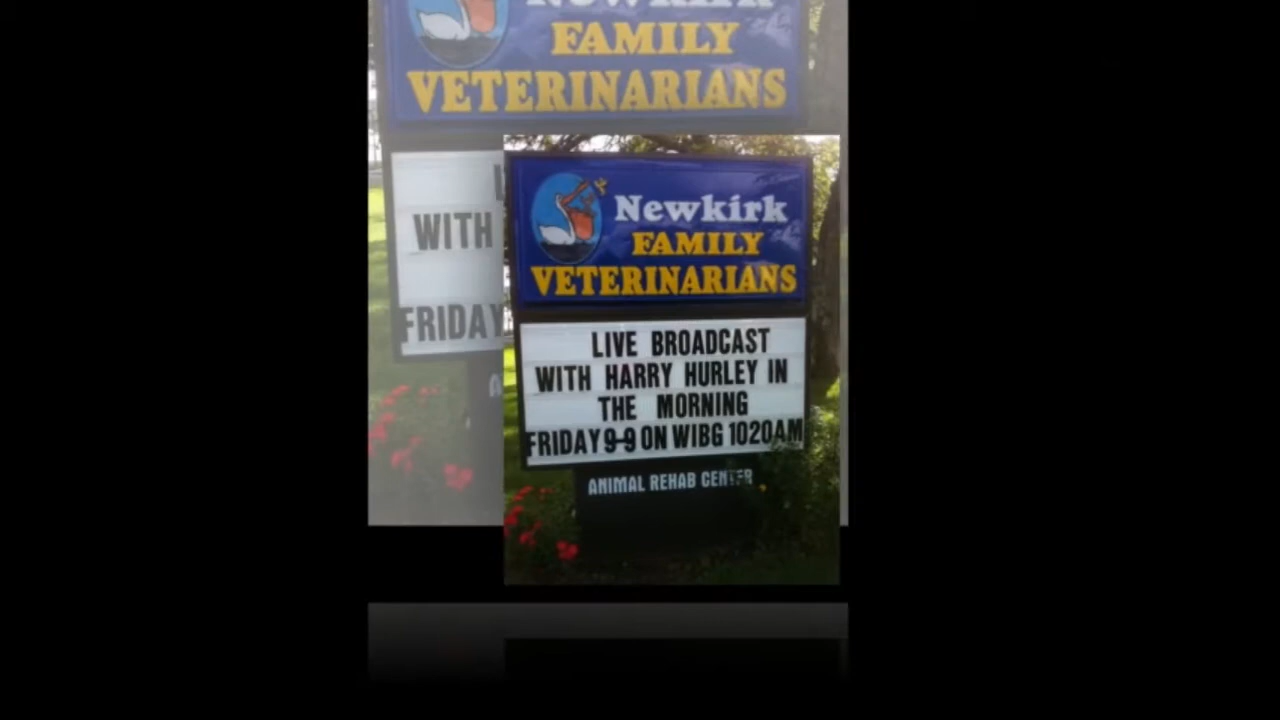 NEWKIRK
FAMILY
VETERINARIANS
WITH
FRIDAY
Newkirk
FAMILY
VETERINARIANS
LIVE BROADCAST
WITH HARRY HURLEY IN
THE MORNING
FRIDAY 9-9 ON WIBG 1020AM
ANIMAL REHAB CENTER